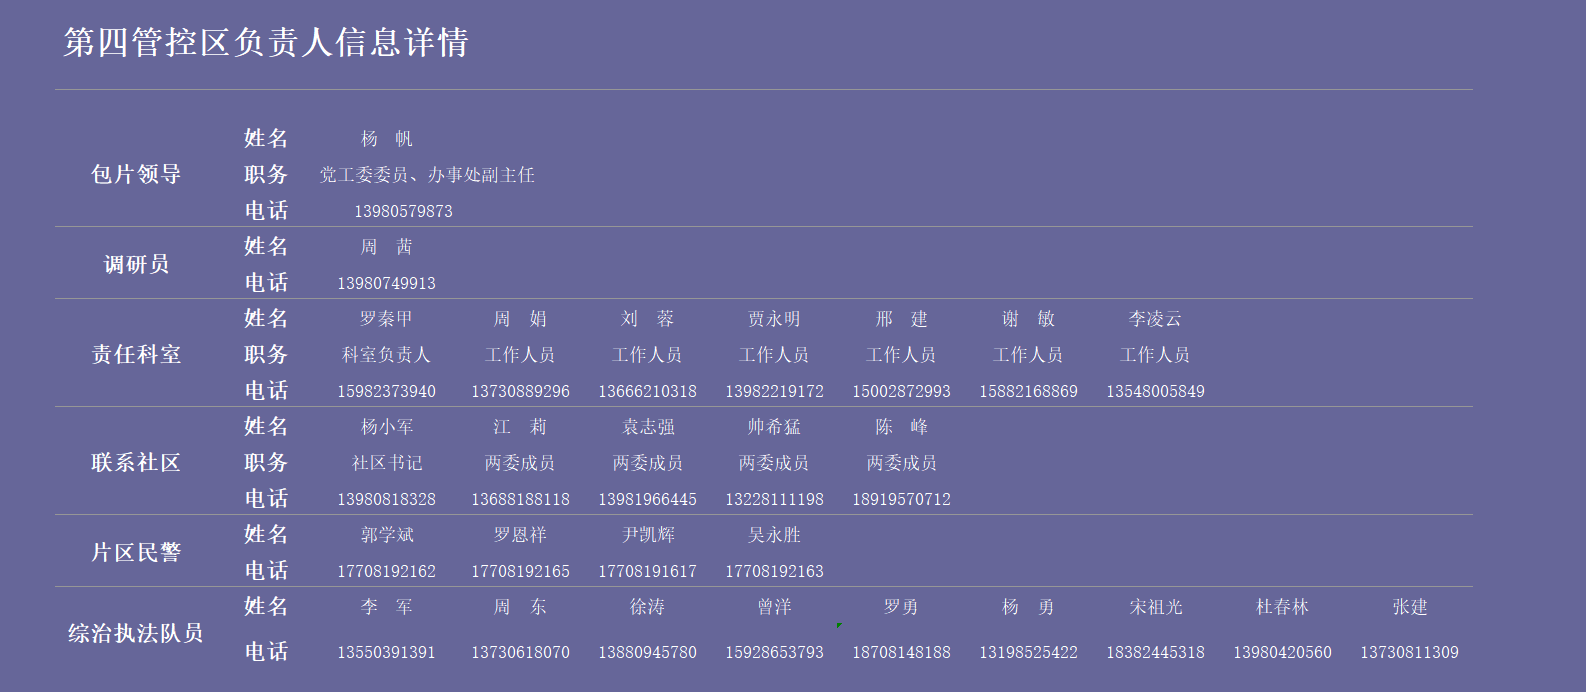 第四管控区负责人信息详情
包片领导
姓名 杨 帆
职务 党工委委员、办事处副主任
电话 13980579873
调研员
姓名 周 茜
电话 13980749913
责任科室
姓名 罗秦甲 周 娟 刘 蓉 贾永明 邢 建 谢 敏 李凌云
职务 科室负责人 工作人员 工作人员 工作人员 工作人员 工作人员 工作人员
电话 15982373940 13730889296 13666210318 13982219172 15002872993 15882168869 13548005849
联系社区
姓名 杨小军 江 莉 袁志强 帅希猛 陈 峰
职务 社区书记 两委成员 两委成员 两委成员 两委成员
电话 13980818328 13688188118 13981966445 13228111198 18919570712
片区民警
姓名 郭学斌 罗恩祥 尹凯辉 吴永胜
电话 17708192162 17708192165 17708191617 17708192163
综治执法队员
姓名 李 军 周 东 徐涛 曾洋 罗勇 杨 勇 宋祖光 杜春林 张建
电话 13550391391 13730618070 13880945780 15928653793 18708148188 13198525422 18382445318 13980420560 13730811309